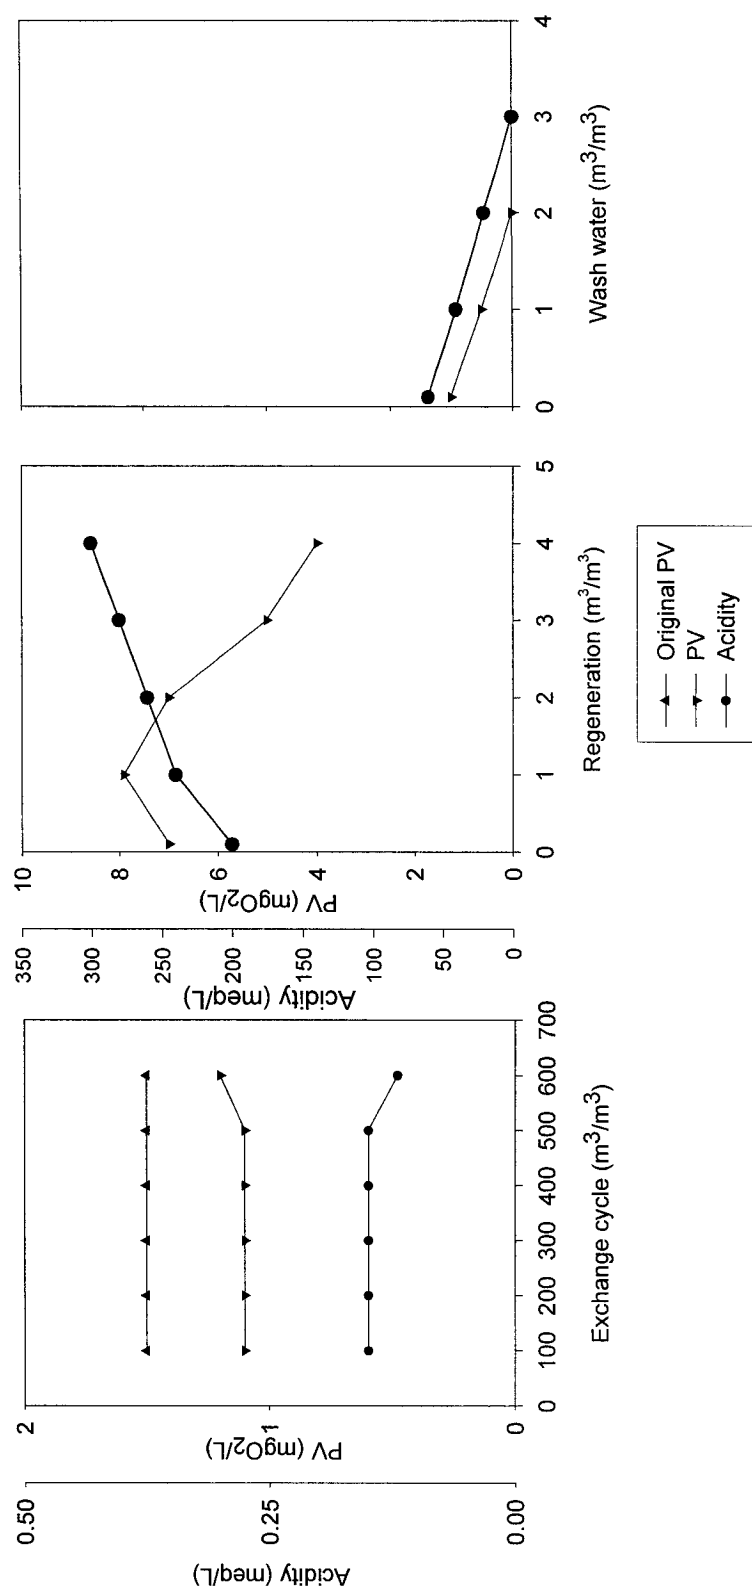 Acidity (meq/L)
0.50
0.25
0.00
PV (mgO2/L)
2
1
0
0 100 200 300 400 500 600 700
Exchange cycle (m³/m³)
Acidity (meq/L)
350
300
250
200
150
100
50
0
PV (mgO2/L)
10
8
6
4
2
0
0 1 2 3 4 5
Regeneration (m³/m³)
0 1 2 3 4
Wash water (m³/m³)
Original PV
PV
Acidity